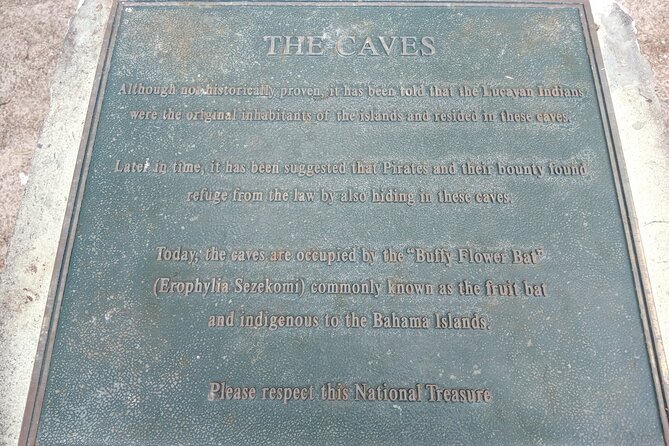 THE CAVES
Although not historically proven, it has been told that the Lucayan Indians
were the original inhabitants of the islands and resided in these caves.
Later in time, it has been suggested that Pirates and their bounty found
refuge from the law by also hiding in these caves.
Today, the caves are occupied by the "Buffy Flower Bat"
(Erophylia Sezekomi) commonly known as the fruit bat
and indigenous to the Bahama Islands.
Please respect this National Treasure